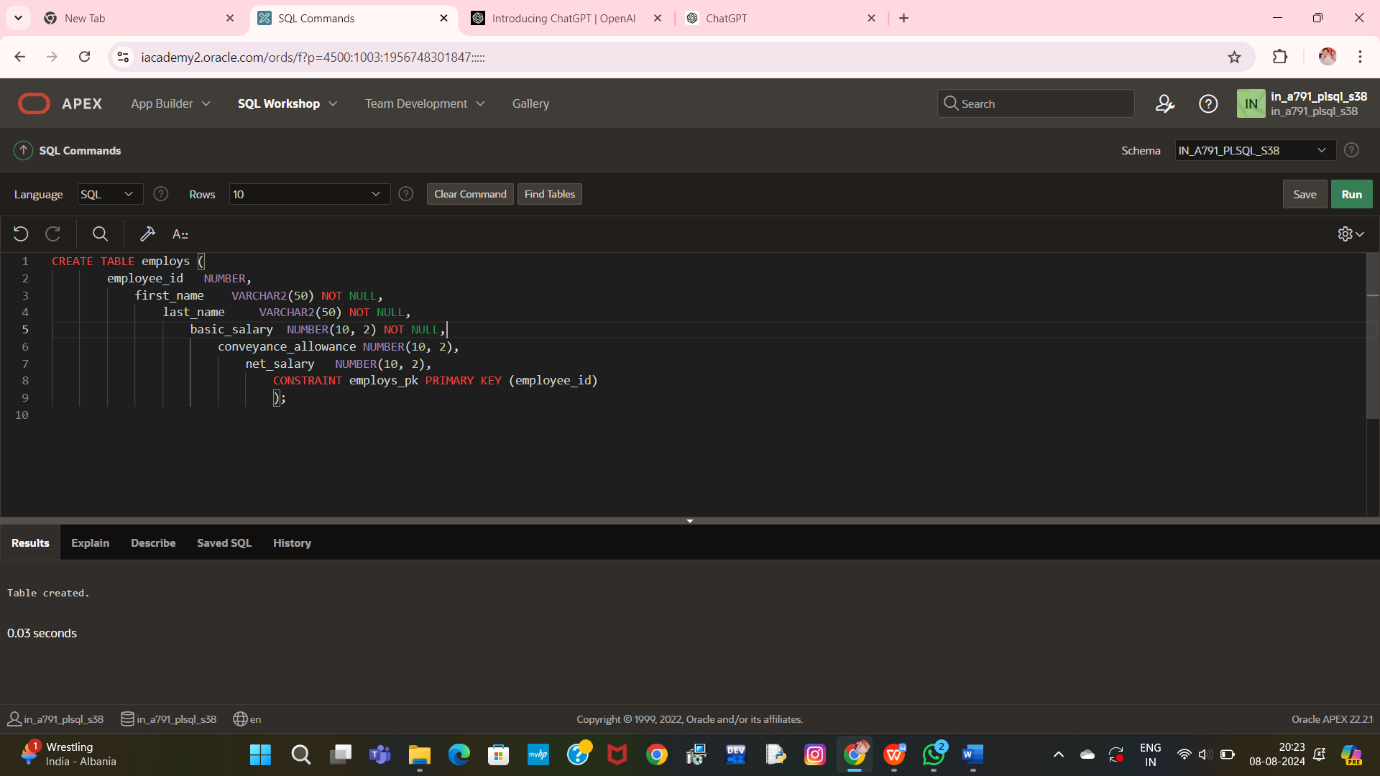 New Tab
SQL Commands
Introducing ChatGPT | OpenAI
ChatGPT
iacademy2.oracle.com/ords/f?p=4500:1003:1956748301847:::::
APEX
App Builder
SQL Workshop
Team Development
Gallery
Search
IN
in_a791_plsql_s38
in_a791_plsql_s38
SQL Commands
Schema
IN_A791_PLSQL_S38
Language
SQL
Rows
10
Clear Command
Find Tables
Save
Run
1 CREATE TABLE employs (
2 employee_id NUMBER,
3 first_name VARCHAR2(50) NOT NULL,
4 last_name VARCHAR2(50) NOT NULL,
5 basic_salary NUMBER(10, 2) NOT NULL,
6 conveyance_allowance NUMBER(10, 2),
7 net_salary NUMBER(10, 2),
8 CONSTRAINT employs_pk PRIMARY KEY (employee_id)
9 );
10
Results
Explain
Describe
Saved SQL
History
Table created.
0.03 seconds
in_a791_plsql_s38
in_a791_plsql_s38
en
Copyright © 1999, 2022, Oracle and/or its affiliates.
Oracle APEX 22.2.1
1
Wrestling
India - Albania
mvhp
DEV
2
ENG
IN
20:23
08-08-2024
PRE